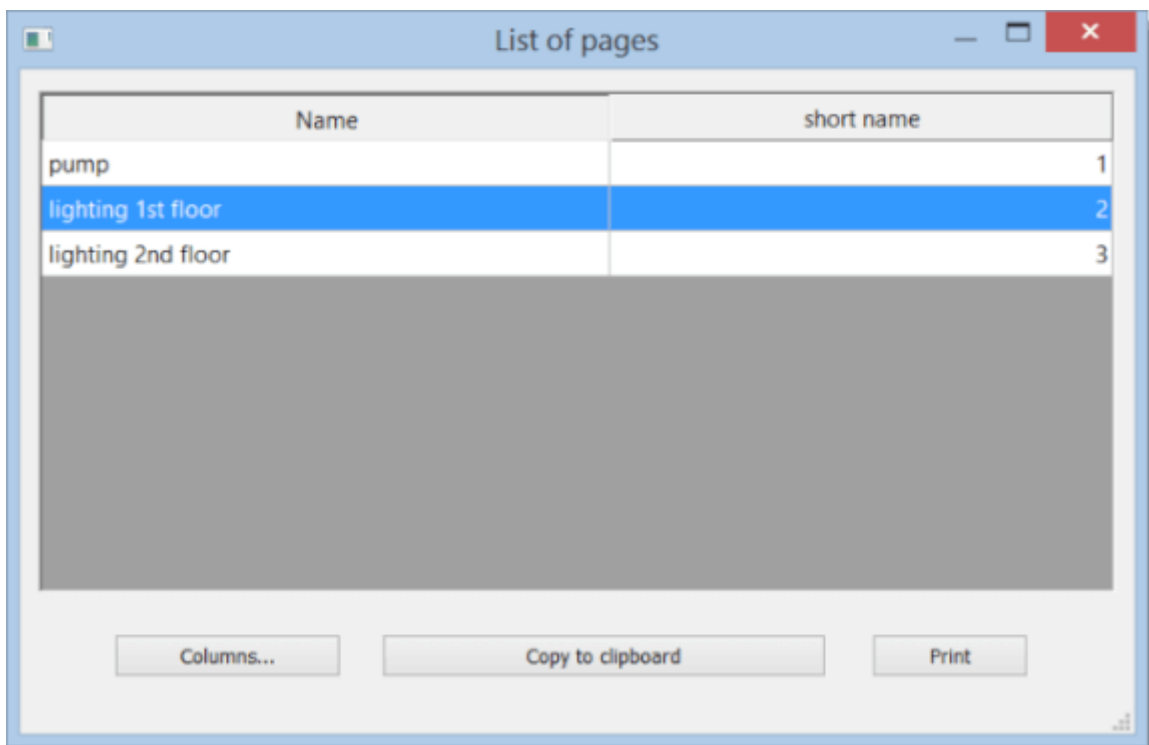 List of pages
Name short name
pump 1
lighting 1st floor 2
lighting 2nd floor 3
Columns... Copy to clipboard Print